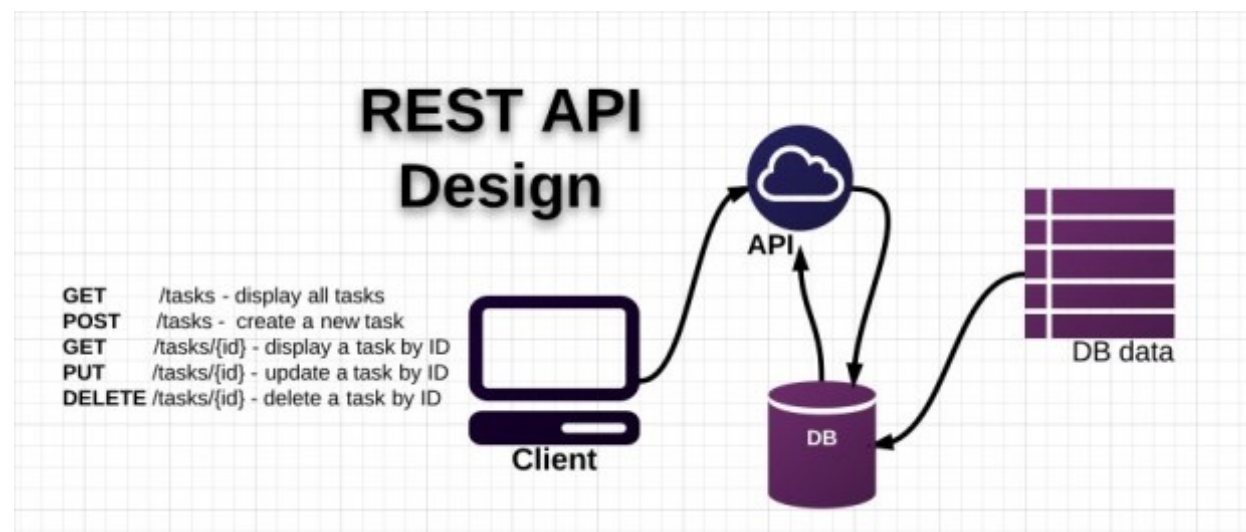 REST API
Design
API
GET /tasks - display all tasks
POST /tasks - create a new task
GET /tasks/{id} - display a task by ID
PUT /tasks/{id} - update a task by ID
DELETE /tasks/{id} - delete a task by ID
Client
DB
DB data